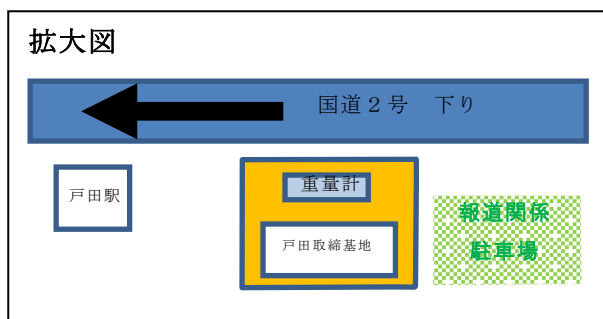 拡大図
国道２号　下り
戸田駅
重量計
戸田取締基地
報道関係
駐車場